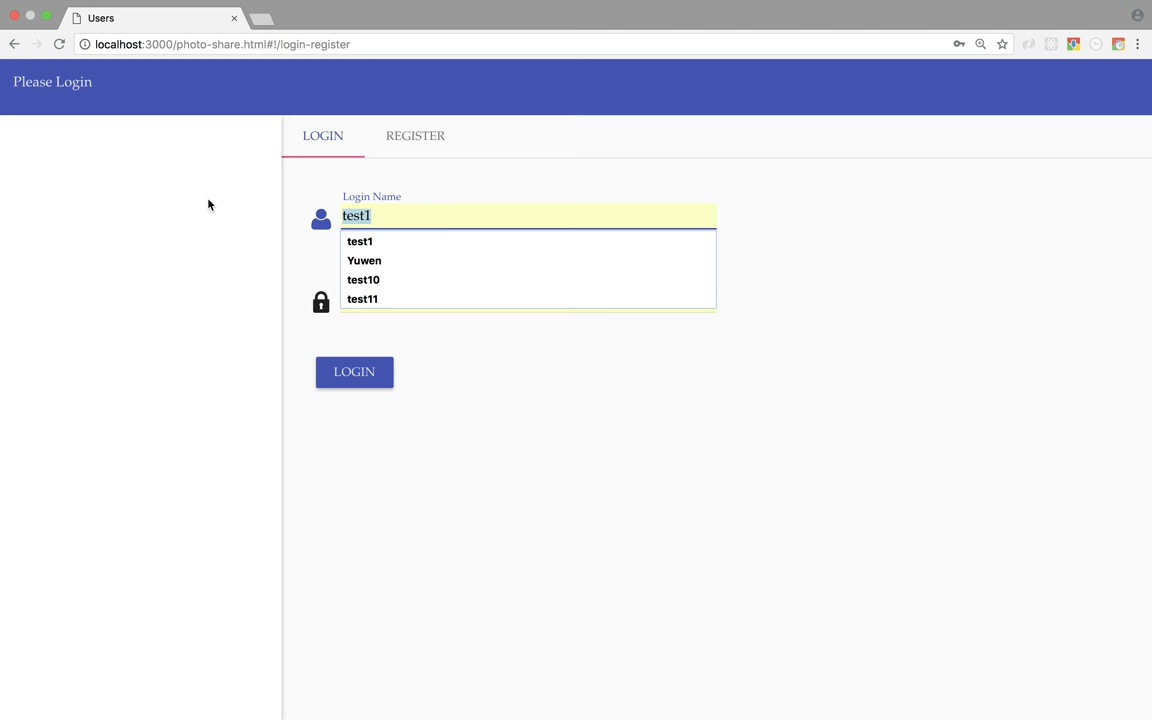 Users
localhost:3000/photo-share.html#!/login-register
Please Login
LOGIN REGISTER
Login Name
test1
test1
Yuwen
test10
test11
LOGIN